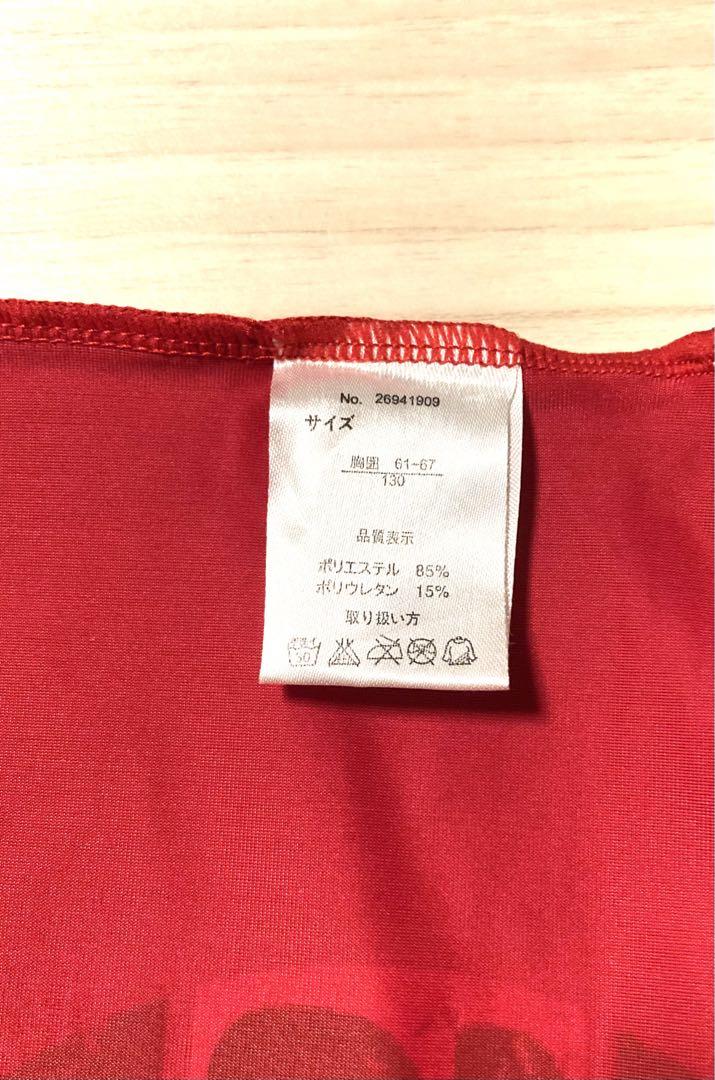 No. 26941909
サイズ
胸囲 61~67
130
品質表示
ポリエステル 85%
ポリウレタン 15%
取り扱い方